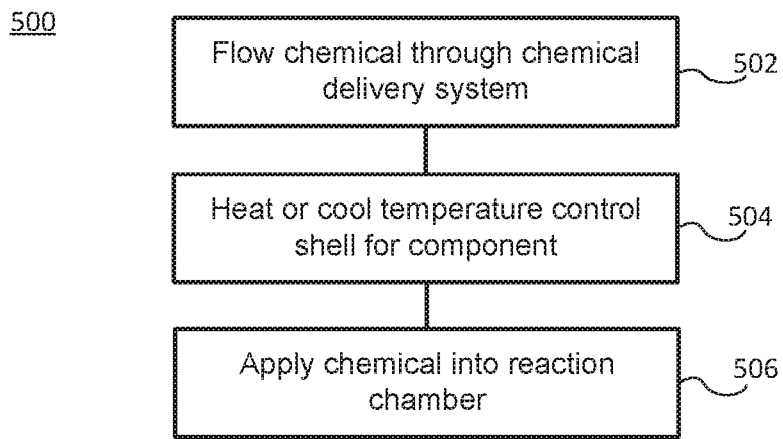 500
Flow chemical through chemical
delivery system
502
Heat or cool temperature control
shell for component
504
Apply chemical into reaction
chamber
506